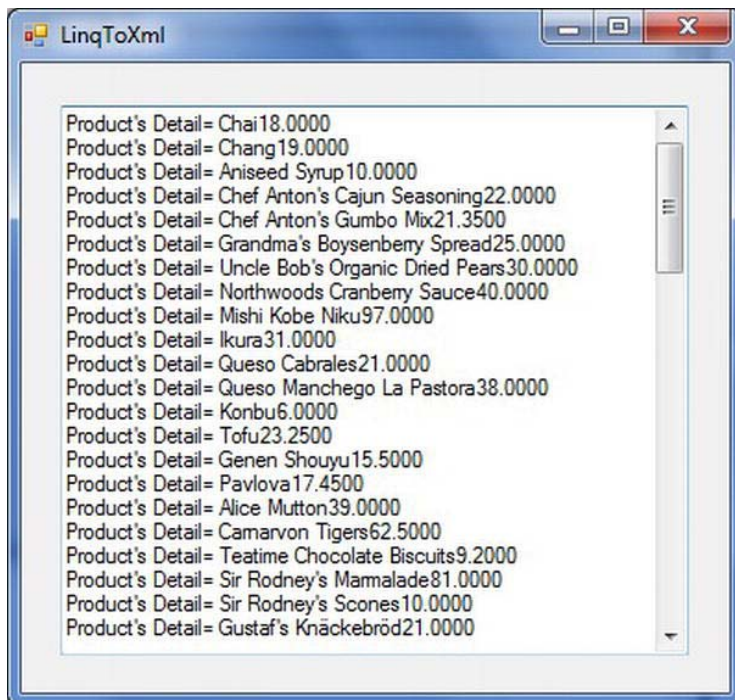 LinqToXml
Product's Detail= Chai18.0000
Product's Detail= Chang19.0000
Product's Detail= Aniseed Syrup10.0000
Product's Detail= Chef Anton's Cajun Seasoning22.0000
Product's Detail= Chef Anton's Gumbo Mix21.3500
Product's Detail= Grandma's Boysenberry Spread25.0000
Product's Detail= Uncle Bob's Organic Dried Pears30.0000
Product's Detail= Northwoods Cranberry Sauce40.0000
Product's Detail= Mishi Kobe Niku97.0000
Product's Detail= Ikura31.0000
Product's Detail= Queso Cabrales21.0000
Product's Detail= Queso Manchego La Pastora38.0000
Product's Detail= Konbu6.0000
Product's Detail= Tofu23.2500
Product's Detail= Genen Shouyu15.5000
Product's Detail= Pavlova17.4500
Product's Detail= Alice Mutton39.0000
Product's Detail= Carnarvon Tigers62.5000
Product's Detail= Teatime Chocolate Biscuits9.2000
Product's Detail= Sir Rodney's Marmalade81.0000
Product's Detail= Sir Rodney's Scones10.0000
Product's Detail= Gustaf's Knäckebröd21.0000